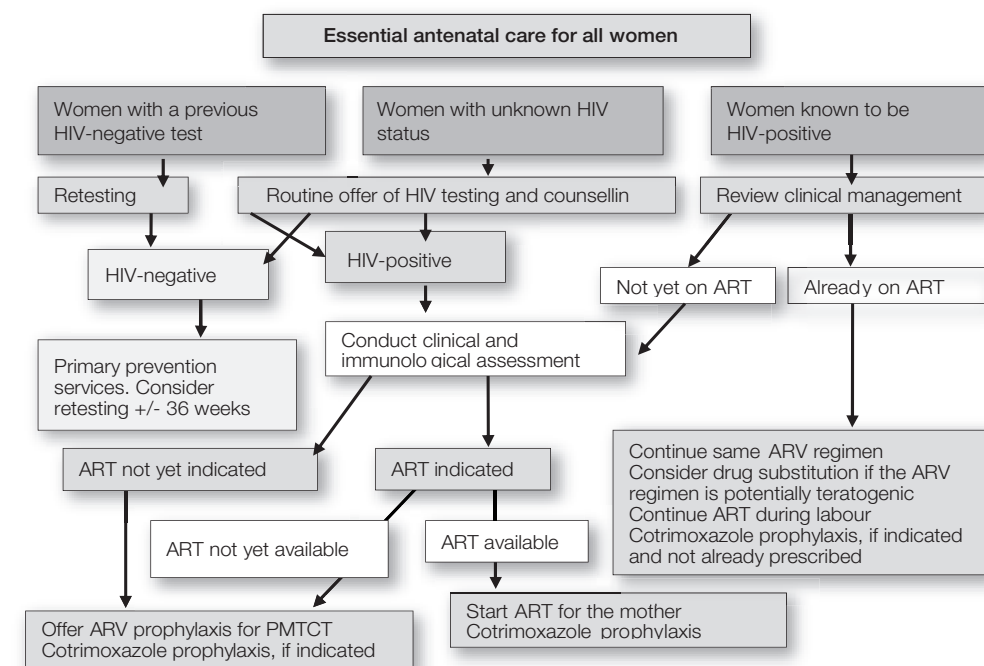 Essential antenatal care for all women
Women with a previous
HIV-negative test
Women with unknown HIV
status
Women known to be
HIV-positive
Retesting
Routine offer of HIV testing and counsellin
Review clinical management
HIV-negative
HIV-positive
Not yet on ART
Already on ART
Conduct clinical and
immunological assessment
Primary prevention
services. Consider
retesting +/- 36 weeks
ART not yet indicated
ART indicated
Continue same ARV regimen
Consider drug substitution if the ARV
regimen is potentially teratogenic
Continue ART during labour
Cotrimoxazole prophylaxis, if indicated
and not already prescribed
ART not yet available
ART available
Offer ARV prophylaxis for PMTCT
Cotrimoxazole prophylaxis, if indicated
Start ART for the mother
Cotrimoxazole prophylaxis